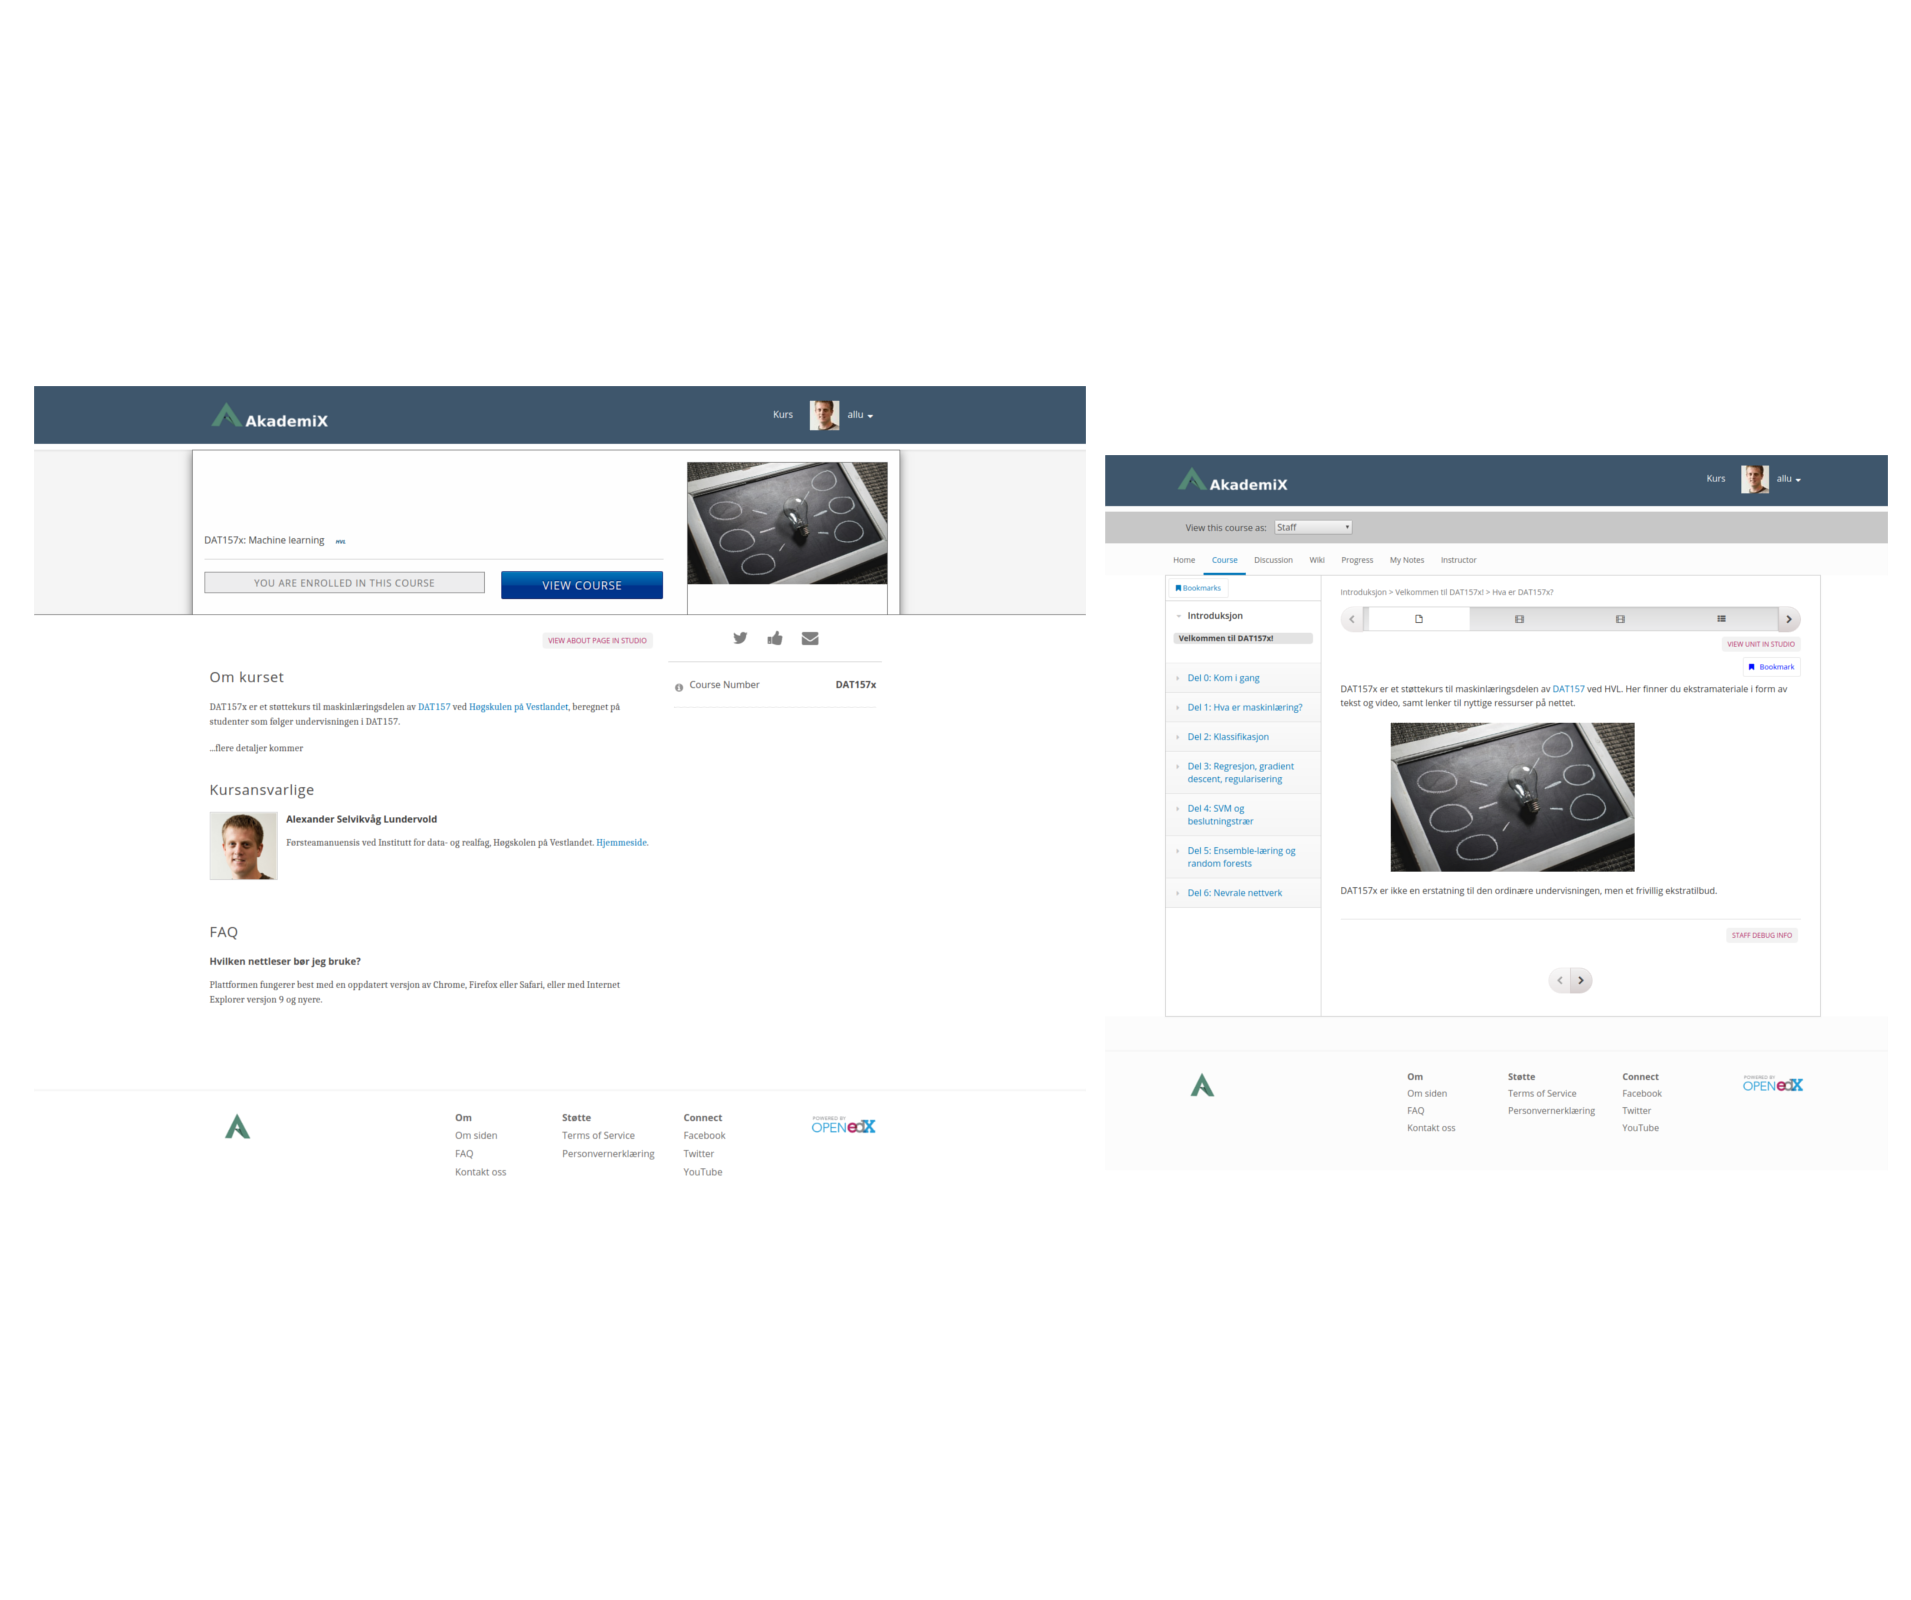 AkademiX
Kurs
allu
DAT157x: Machine learning HVL
YOU ARE ENROLLED IN THIS COURSE
VIEW COURSE
VIEW ABOUT PAGE IN STUDIO
Om kurset
DAT157x er et støttekurs til maskinlæringsdelen av DAT157 ved Høgskulen på Vestlandet, beregnet på
studenter som følger undervisningen i DAT157.
...flere detaljer kommer
Course Number DAT157x
Kursansvarlige
Alexander Selvikvåg Lundervold
Førsteamanuensis ved Institutt for data- og realfag, Høgskolen på Vestlandet. Hjemmeside.
FAQ
Hvilken nettleser bør jeg bruke?
Plattformen fungerer best med en oppdatert versjon av Chrome, Firefox eller Safari, eller med Internet
Explorer versjon 9 og nyere.
Om
Om siden
FAQ
Kontakt oss
Støtte
Terms of Service
Personvernerklæring
Connect
Facebook
Twitter
YouTube
POWERED BY
OPEN edX
AkademiX
Kurs
allu
View this course as: Staff
Home Course Discussion Wiki Progress My Notes Instructor
Bookmarks
Introduksjon
Velkommen til DAT157x!
Del 0: Kom i gang
Del 1: Hva er maskinlæring?
Del 2: Klassifikasjon
Del 3: Regresjon, gradient
descent, regularisering
Del 4: SVM og
beslutningstrær
Del 5: Ensemble-læring og
random forests
Del 6: Nevrale nettverk
Introduksjon > Velkommen til DAT157x! > Hva er DAT157x?
VIEW UNIT IN STUDIO
Bookmark
DAT157x er et støttekurs til maskinlæringsdelen av DAT157 ved HVL. Her finner du ekstramateriale i form av
tekst og video, samt lenker til nyttige ressurser på nettet.
DAT157x er ikke en erstatning til den ordinære undervisningen, men et frivillig ekstratilbud.
STAFF DEBUG INFO
Om
Om siden
FAQ
Kontakt oss
Støtte
Terms of Service
Personvernerklæring
Connect
Facebook
Twitter
YouTube
POWERED BY
OPEN edX